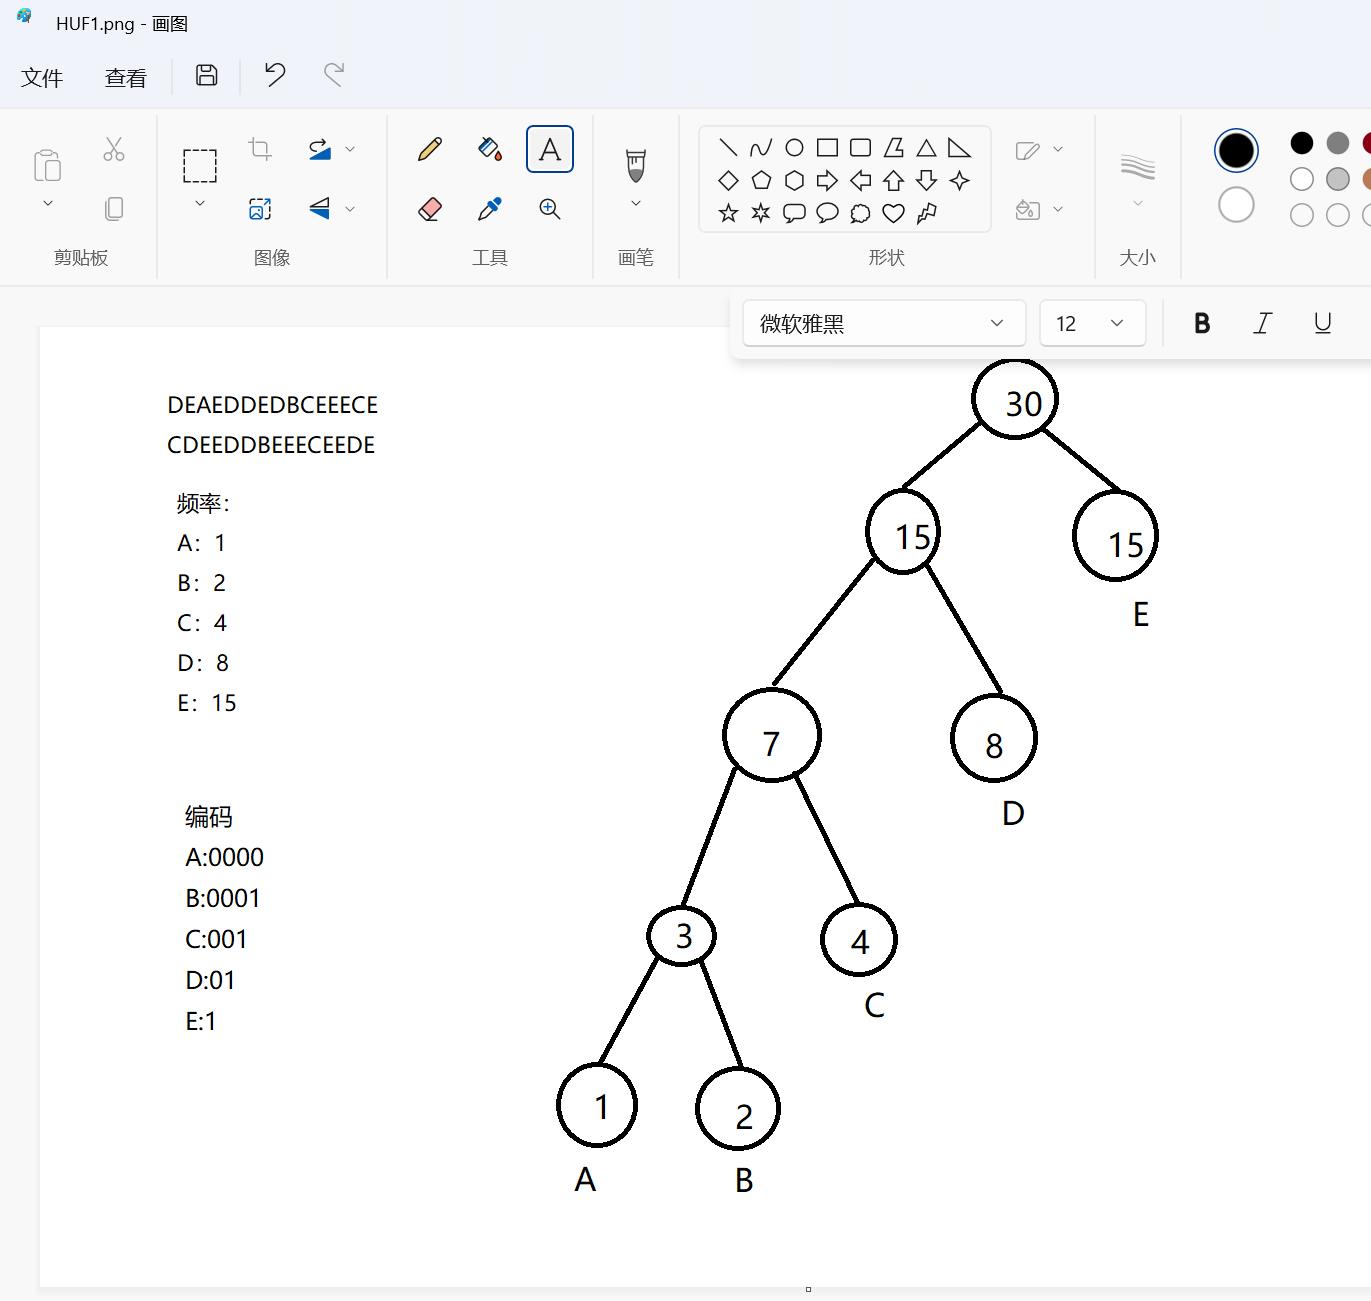 HUF1.png - 画图
文件 查看
剪贴板 图像 工具 画笔 形状 大小
微软雅黑 12 B I U
DEAEDDEDBCEEECE
CDEEDDBEEECEEDE
频率：
A：1
B：2
C：4
D：8
E：15
编码
A:0000
B:0001
C:001
D:01
E:1
30
15 15
E
7 8
D
3 4
C
1 2
A B